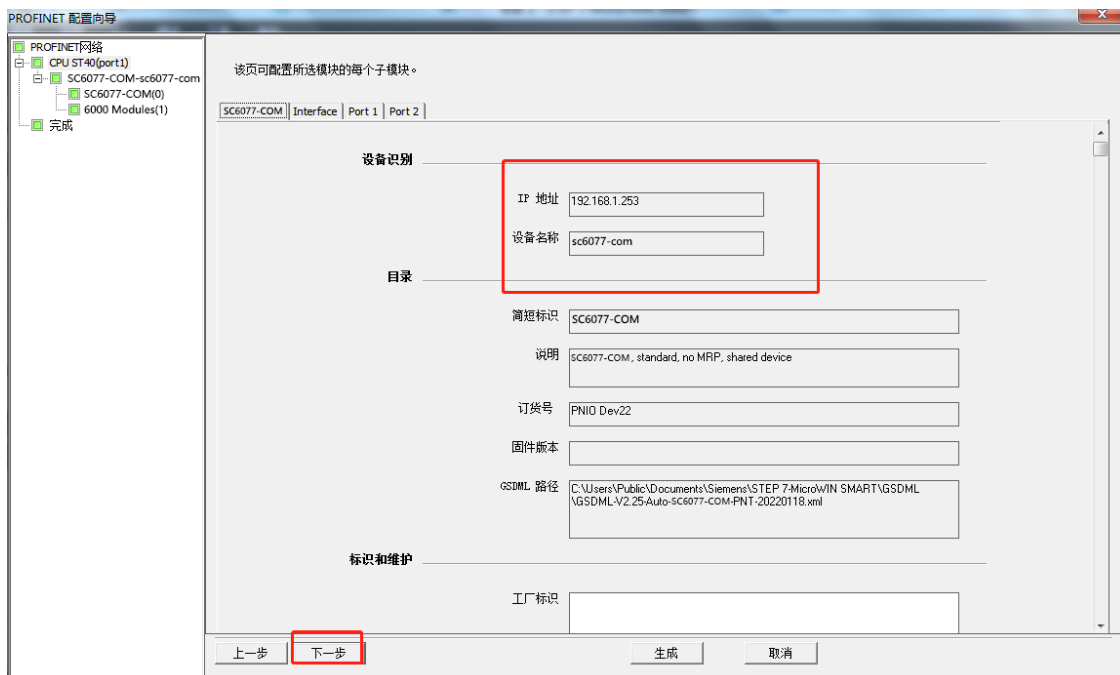 PROFINET 配置向导
PROFINET网络
CPU ST40(port1)
SC6077-COM-sc6077-com
SC6077-COM(0)
6000 Modules(1)
完成
该页可配置所选模块的每个子模块。
SC6077-COM Interface Port 1 Port 2
设备识别
IP 地址 192.168.1.253
设备名称 sc6077-com
目录
简短标识 SC6077-COM
说明 SC6077-COM, standard, no MRP, shared device
订货号 PNIO Dev22
固件版本
GSDML 路径 C:\Users\Public\Documents\Siemens\STEP 7-MicroWIN SMART\GSDML
\GSDML-V2.25-Auto-SC6077-COM-PNT-20220118.xml
标识和维护
工厂标识
上一步 下一步 生成 取消